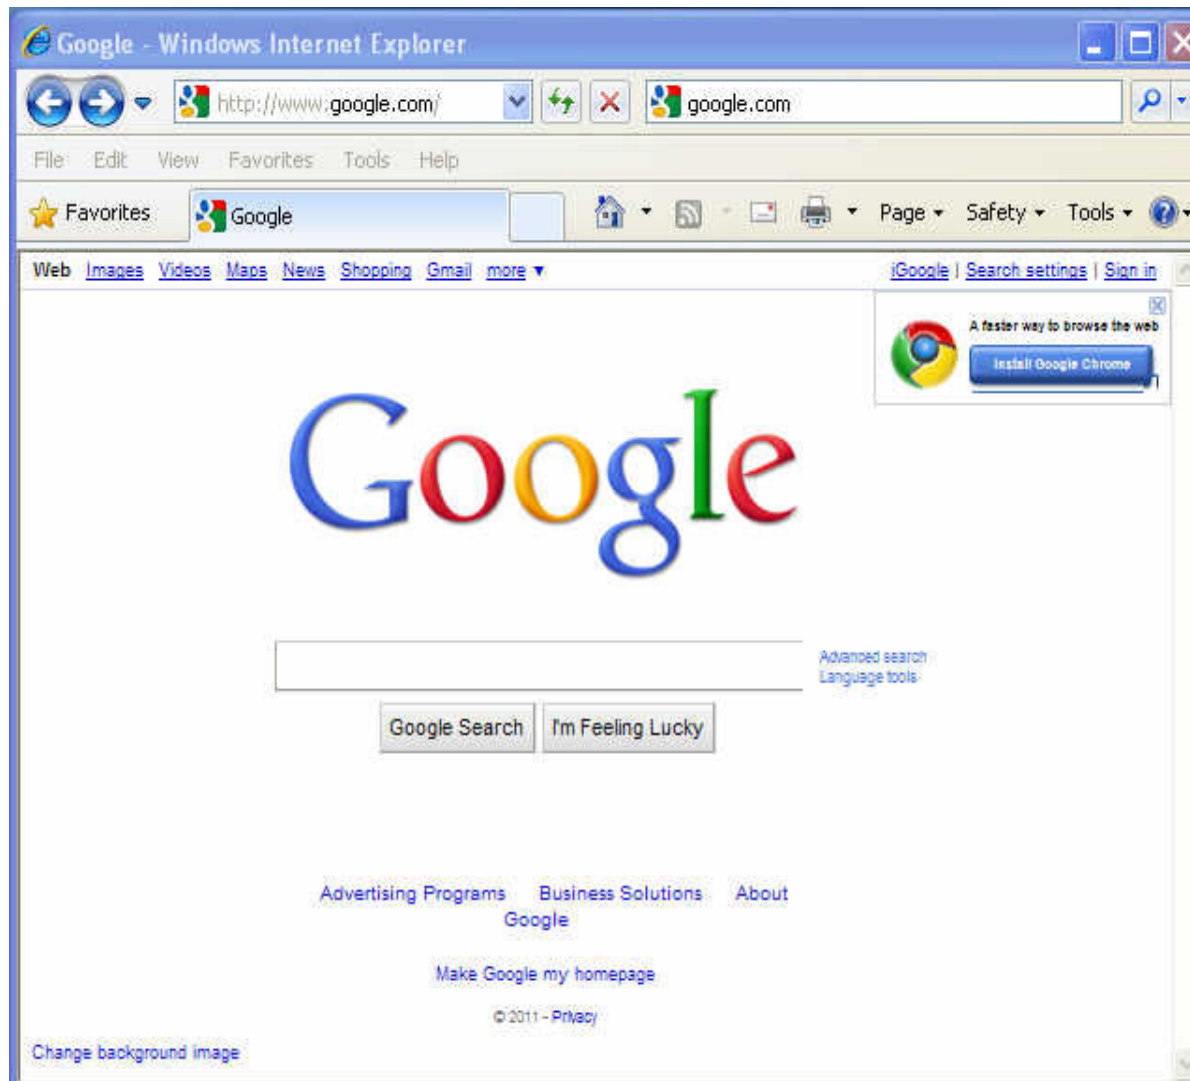 Google - Windows Internet Explorer
http://www.google.com/ google.com
File Edit View Favorites Tools Help
Favorites Google Page Safety Tools
Web Images Videos Maps News Shopping Gmail more ▼ iGoogle | Search settings | Sign in
A faster way to browse the web
Install Google Chrome
Google
Advanced search
Language tools
Google Search I'm Feeling Lucky
Advertising Programs Business Solutions About
Google
Make Google my homepage
© 2011 - Privacy
Change background image